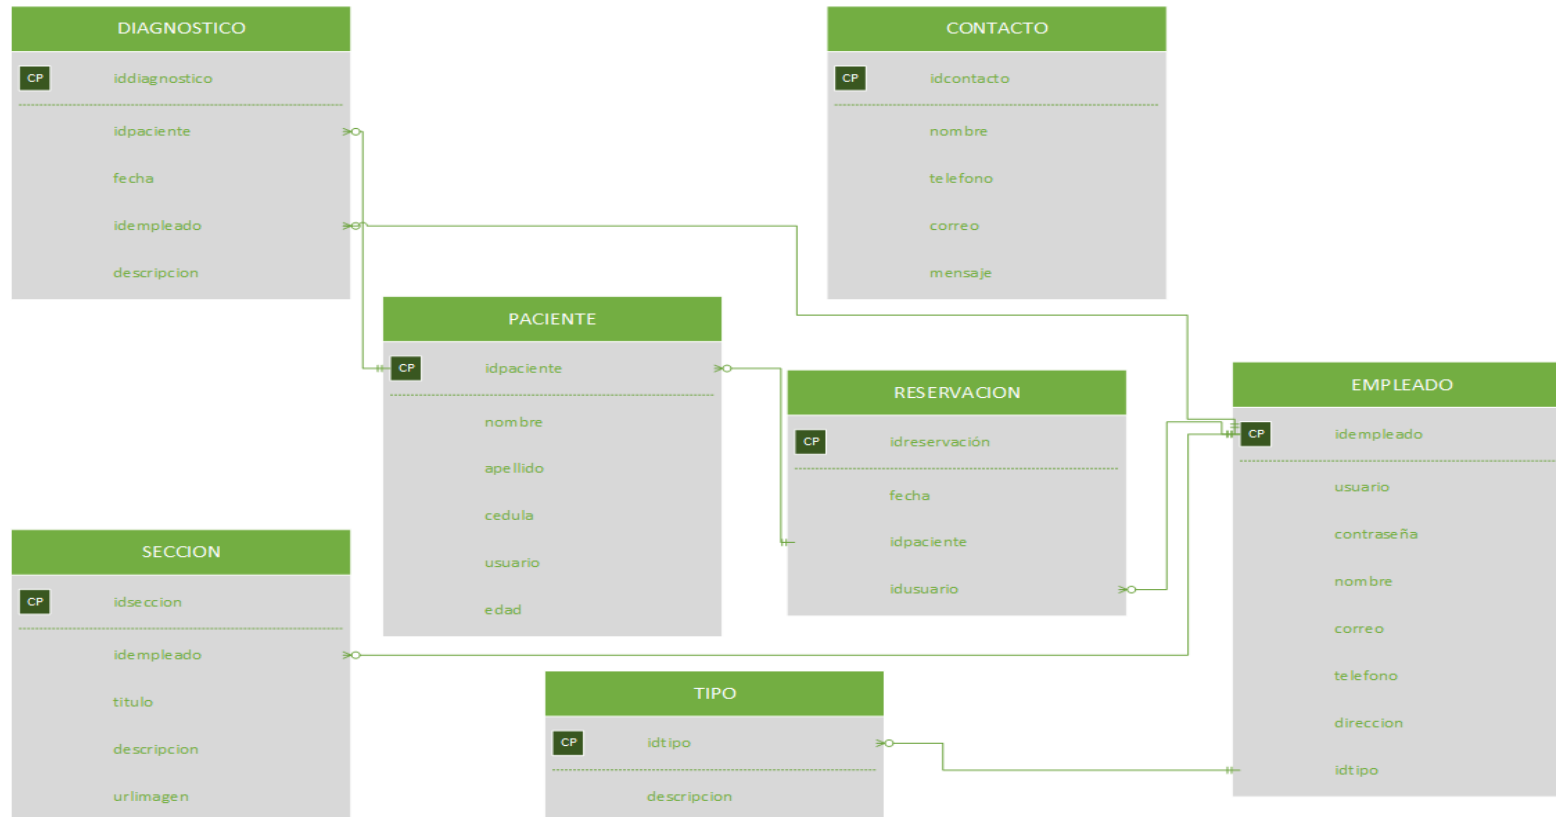 DIAGNOSTICO
CP iddiagnostico
idpaciente
fecha
idempleado
descripcion
CONTACTO
CP idcontacto
nombre
telefono
correo
mensaje
PACIENTE
CP idpaciente
nombre
apellido
cedula
usuario
edad
RESERVACION
CP idreservación
fecha
idpaciente
idusuario
EMPLEADO
CP idempleado
usuario
contraseña
nombre
correo
telefono
direccion
idtipo
SECCION
CP idseccion
idempleado
titulo
descripcion
urlimagen
TIPO
CP idtipo
descripcion